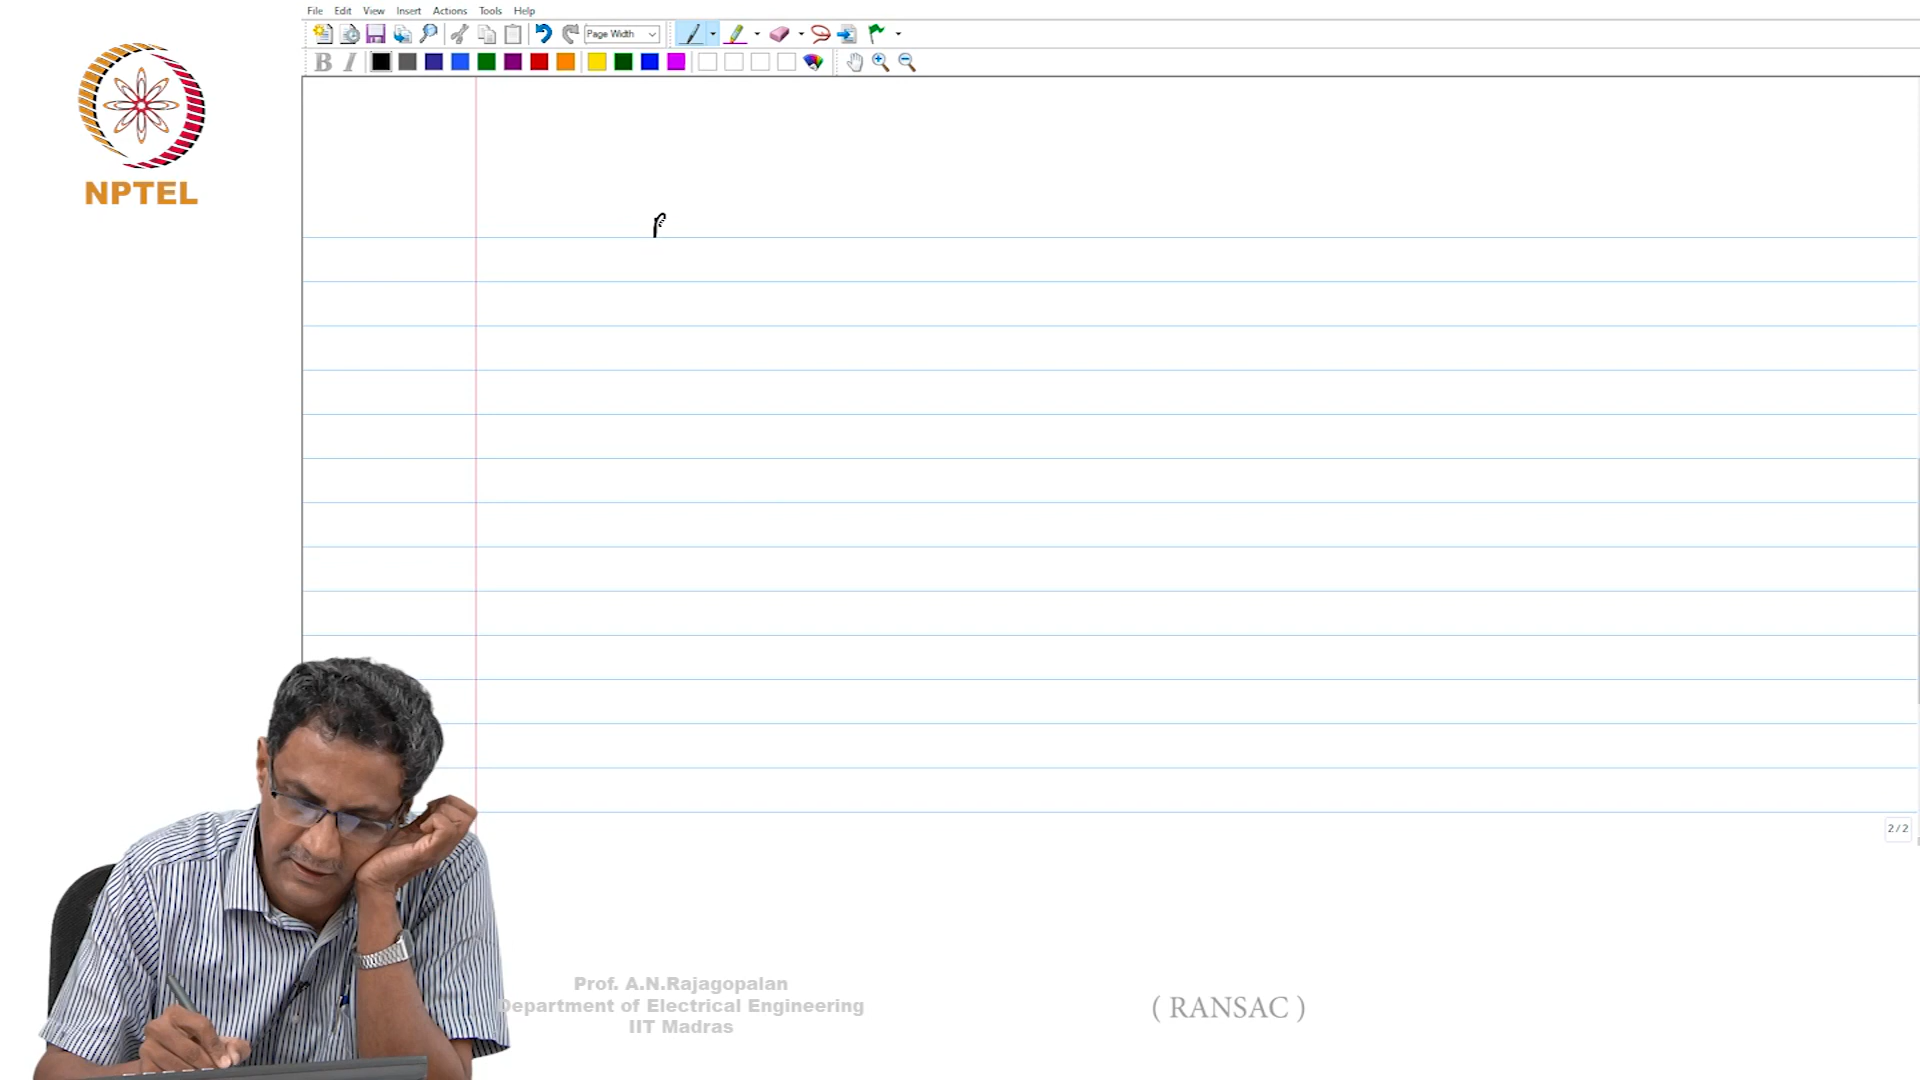 File Edit View Insert Actions Tools Help
Page Width
B I
NPTEL
2/2
Prof. A.N.Rajagopalan
Department of Electrical Engineering
IIT Madras
( RANSAC )